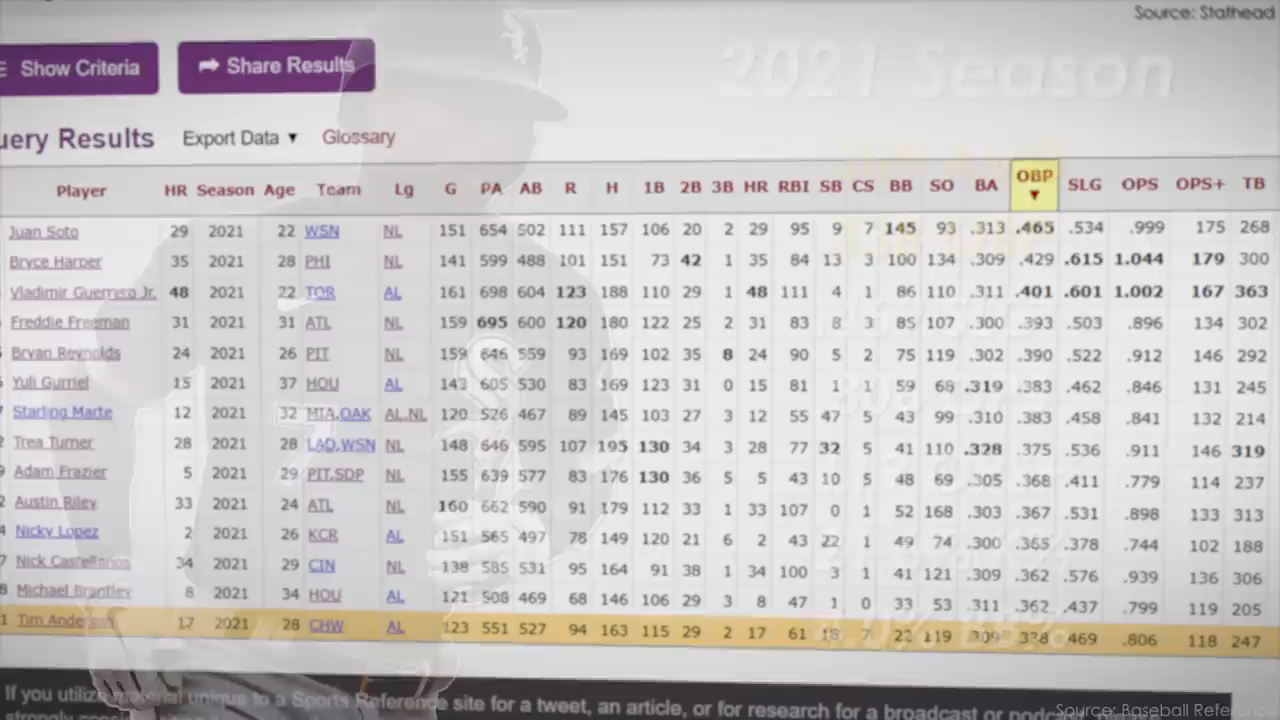 Source: Stathead
2021 Season
Show Criteria
Share Results
uery Results Export Data ▼ Glossary
Player HR Season Age Team Lg G PA AB R H 1B 2B 3B HR RBI SB CS BB SO BA OBP ▼ SLG OPS OPS+ TB
Juan Soto 29 2021 22 WSN NL 151 654 502 111 157 106 20 2 29 95 9 7 145 93 .313 .465 .534 .999 175 268
Bryce Harper 35 2021 28 PHI NL 141 599 488 101 151 73 42 1 35 84 13 3 100 134 .309 .429 .615 1.044 179 300
Vladimir Guerrero Jr. 48 2021 22 TOR AL 161 698 604 123 188 110 29 1 48 111 4 1 86 110 .311 .401 .601 1.002 167 363
Freddie Freeman 31 2021 31 ATL NL 159 695 600 120 180 122 25 2 31 83 8 3 85 107 .300 .393 .503 .896 134 302
Bryan Reynolds 24 2021 26 PIT NL 159 646 559 93 169 102 35 8 24 90 5 2 75 119 .302 .390 .522 .912 146 292
Yuli Gurriel 15 2021 37 HOU AL 143 605 530 83 169 123 31 0 15 81 1 1 59 68 .319 .383 .462 .846 131 245
Starling Marte 12 2021 32 MIA,OAK AL,NL 120 526 467 89 145 103 27 3 12 55 47 5 43 99 .310 .383 .458 .841 132 214
Trea Turner 28 2021 28 LAD,WSN NL 148 646 595 107 195 130 34 3 28 77 32 5 41 110 .328 .375 .536 .911 146 319
Adam Frazier 5 2021 29 PIT,SDP NL 155 639 577 83 176 130 36 5 5 43 10 5 48 69 .305 .368 .411 .779 114 237
Austin Riley 33 2021 24 ATL NL 160 662 590 91 179 112 33 1 33 107 0 1 52 168 .303 .367 .531 .898 133 313
Nicky Lopez 2 2021 26 KCR AL 151 565 497 78 149 120 21 6 2 43 22 1 49 74 .300 .365 .378 .744 102 188
Nick Castellanos 34 2021 29 CIN NL 138 585 531 95 164 91 38 1 34 100 3 1 41 121 .309 .362 .576 .939 136 306
Michael Brantley 8 2021 34 HOU AL 121 508 469 68 146 106 29 3 8 47 1 0 33 53 .311 .362 .437 .799 119 205
Tim Anderson 17 2021 28 CHW AL 123 551 527 94 163 115 29 2 17 61 18 7 22 119 .309 .338 .469 .806 118 247
If you utilize material unique to a Sports Reference site for a tweet, an article, or for research for a broadcast or
Source: Baseball Reference